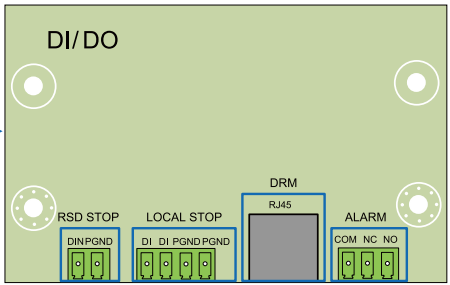 DI/DO
DRM
RSD STOP LOCAL STOP RJ45 ALARM
DIN PGND DI DI PGND PGND COM NC NO